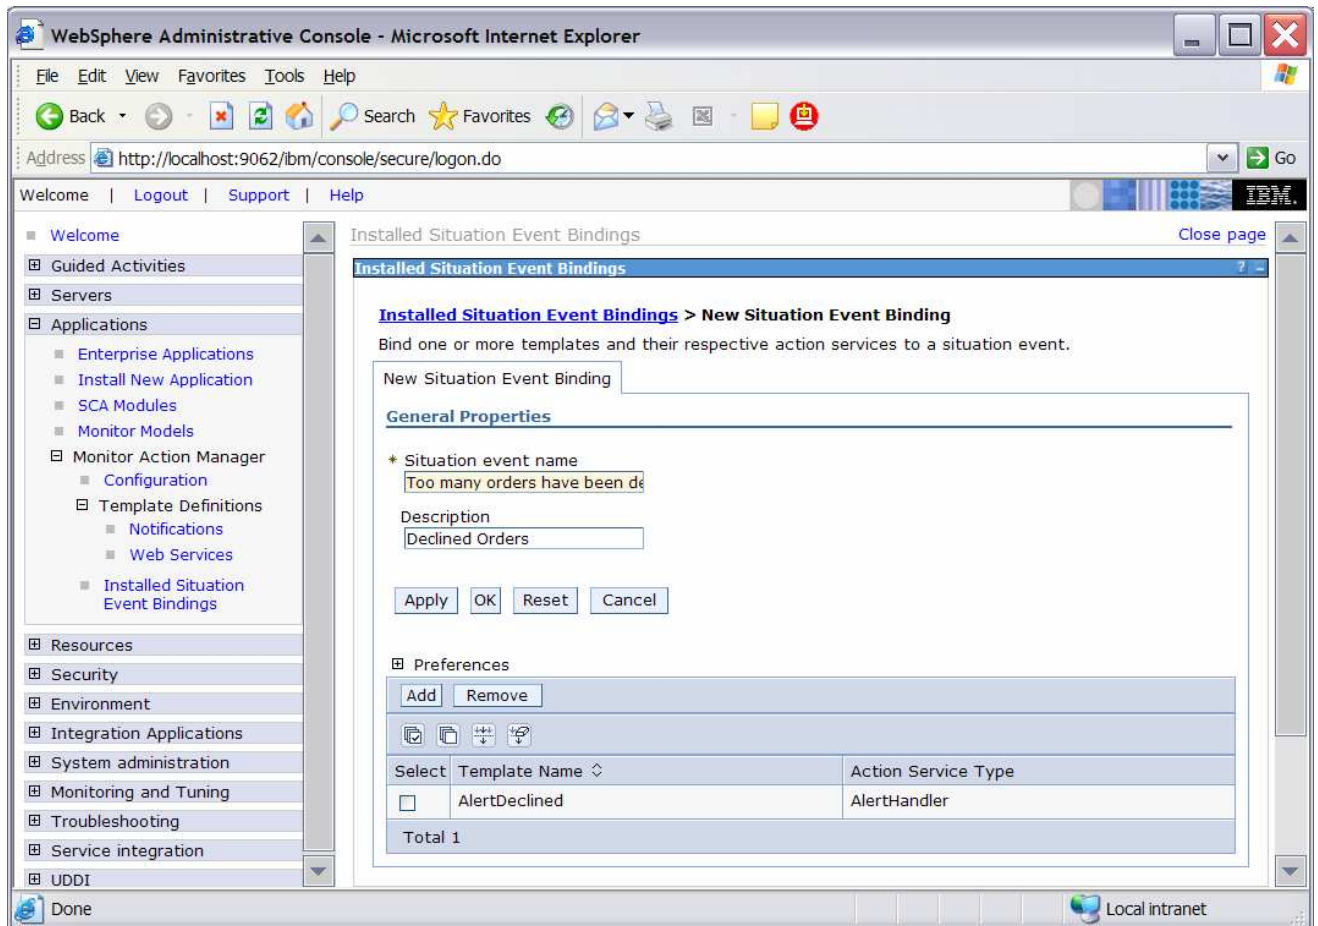 WebSphere Administrative Console - Microsoft Internet Explorer
File Edit View Favorites Tools Help
Back Search Favorites
Address http://localhost:9062/ibm/console/secure/logon.do Go
Welcome | Logout | Support | Help IBM.
Welcome
Guided Activities
Servers
Applications
Enterprise Applications
Install New Application
SCA Modules
Monitor Models
Monitor Action Manager
Configuration
Template Definitions
Notifications
Web Services
Installed Situation
Event Bindings
Resources
Security
Environment
Integration Applications
System administration
Monitoring and Tuning
Troubleshooting
Service integration
UDDI
Installed Situation Event Bindings Close page
Installed Situation Event Bindings ? -
Installed Situation Event Bindings > New Situation Event Binding
Bind one or more templates and their respective action services to a situation event.
New Situation Event Binding
General Properties
* Situation event name
Too many orders have been de
Description
Declined Orders
Apply OK Reset Cancel
Preferences
Add Remove
Select Template Name Action Service Type
AlertDeclined AlertHandler
Total 1
Done Local intranet